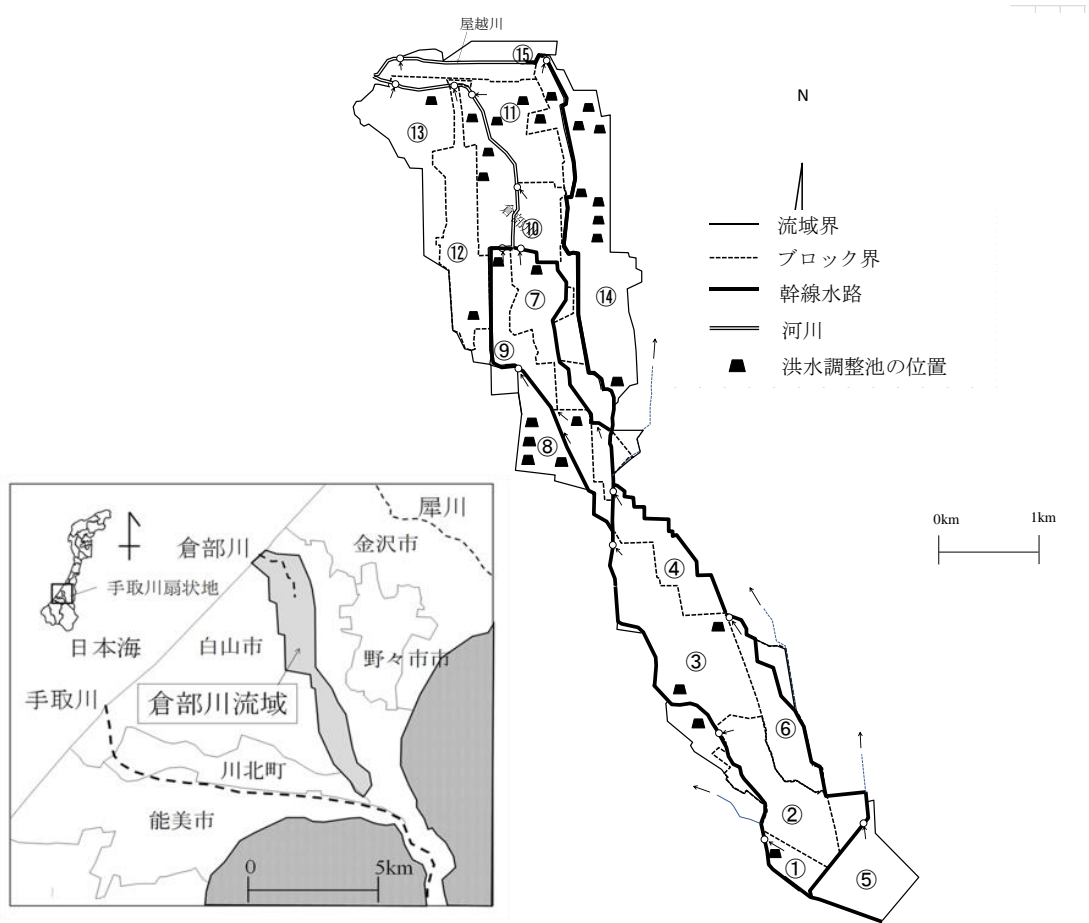 屋越川
⑮
⑪
⑬
⑩
⑫
⑦
⑭
⑨
⑧
④
③
⑥
②
①
⑤
N
流域界
ブロック界
幹線水路
河川
洪水調整池の位置
0km 1km
犀川
倉部川
金沢市
手取川扇状地
日本海
白山市
野々市市
手取川
倉部川流域
川北町
能美市
0 5km